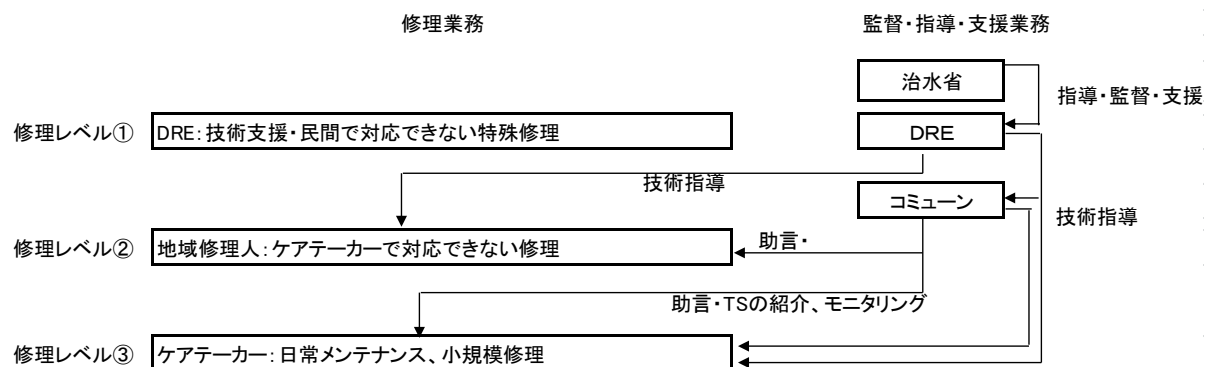 修理業務
監督・指導・支援業務
治水省
指導・監督・支援
修理レベル①
DRE：技術支援・民間で対応できない特殊修理
DRE
技術指導
コミューン
技術指導
修理レベル②
地域修理人：ケアテーカーで対応できない修理
助言・
助言・TSの紹介、モニタリング
修理レベル③
ケアテーカー：日常メンテナンス、小規模修理